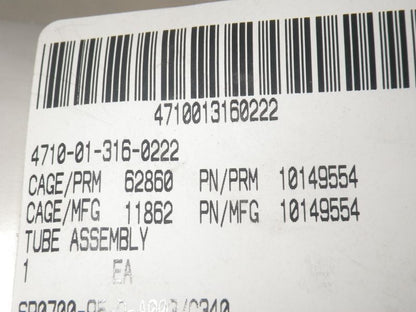 4710013160222
4710-01-316-0222
CAGE/PRM 62860 PN/PRM 10149554
CAGE/MFG 11862 PN/MFG 10149554
TUBE ASSEMBLY
1 EA